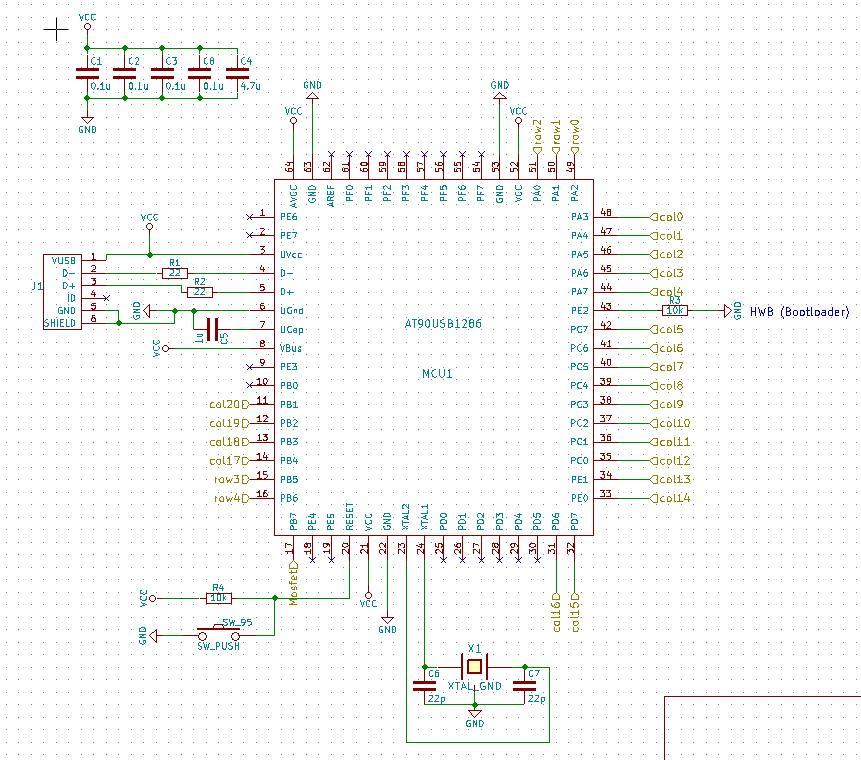 VCC
C1 C2 C3 C8 C4
0.1u 0.1u 0.1u 0.1u 4.7u
GND
GND GND
VCC VCC
row2 row1 row0
64 63 62 61 60 59 58 57 56 55 54 53 52 51 50 49
AVCC GND AREF PF0 PF1 PF2 PF3 PF4 PF5 PF6 PF7 GND VCC PA0 PA1 PA2
1 PE6
2 PE7
3 UVcc
4 D-
5 D+
6 UGnd
7 UCap
8 VBus
9 PE3
10 PB0
col20 11 PB1
col19 12 PB2
col18 13 PB3
col17 14 PB4
row3 15 PB5
row4 16 PB6
VCC
J1
VUSB 1
D- 2
D+ 3
ID 4
GND 5
SHIELD 6
R1
22
R2
22
GND
1u C5
VCC
AT90USB1286
MCU1
PA3 48 col0
PA4 47 col1
PA5 46 col2
PA6 45 col3
PA7 44 col4
PE2 43 R3 10k GND HWB (Bootloader)
PC7 42 col5
PC6 41 col6
PC5 40 col7
PC4 39 col8
PC3 38 col9
PC2 37 col10
PC1 36 col11
PC0 35 col12
PE1 34 col13
PE0 33 col14
PB7 PE4 PE5 RESET VCC GND XTAL2 XTAL1 PD0 PD1 PD2 PD3 PD4 PD5 PD6 PD7
17 18 19 20 21 22 23 24 25 26 27 28 29 30 31 32
Mosfet
VCC
GND
col16 col15
VCC R4
10k
GND SW_95
SW_PUSH
X1
C6 C7
XTAL_GND
22p 22p
GND